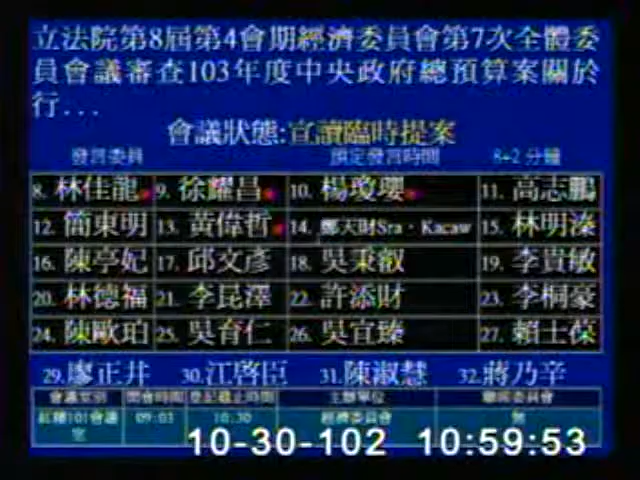 立法院第8屆第4會期經濟委員會第7次全體委
員會議審查103年度中央政府總預算案關於
行...
會議狀態:宣讀臨時提案
發言委員 預定發言時間 8+2 分鐘
8. 林佳龍 9. 徐耀昌 10. 楊瓊瓔 11. 高志鵬
12. 簡東明 13. 黃偉哲 14. 鄭天財Sra．Kacaw 15. 林明溱
16. 陳亭妃 17. 邱文彥 18. 吳秉叡 19. 李貴敏
20. 林德福 21. 李昆澤 22. 許添財 23. 李桐豪
24. 陳歐珀 25. 吳育仁 26. 吳宜臻 27. 賴士葆
29.廖正井 30.江啓臣 31.陳淑慧 32.蔣乃辛
會議室別 開會時間 登記截止時間 主辦單位 聯席委員會
紅樓101會議 09:03 10:30 經濟委員會 無
室
10-30-102 10:59:53